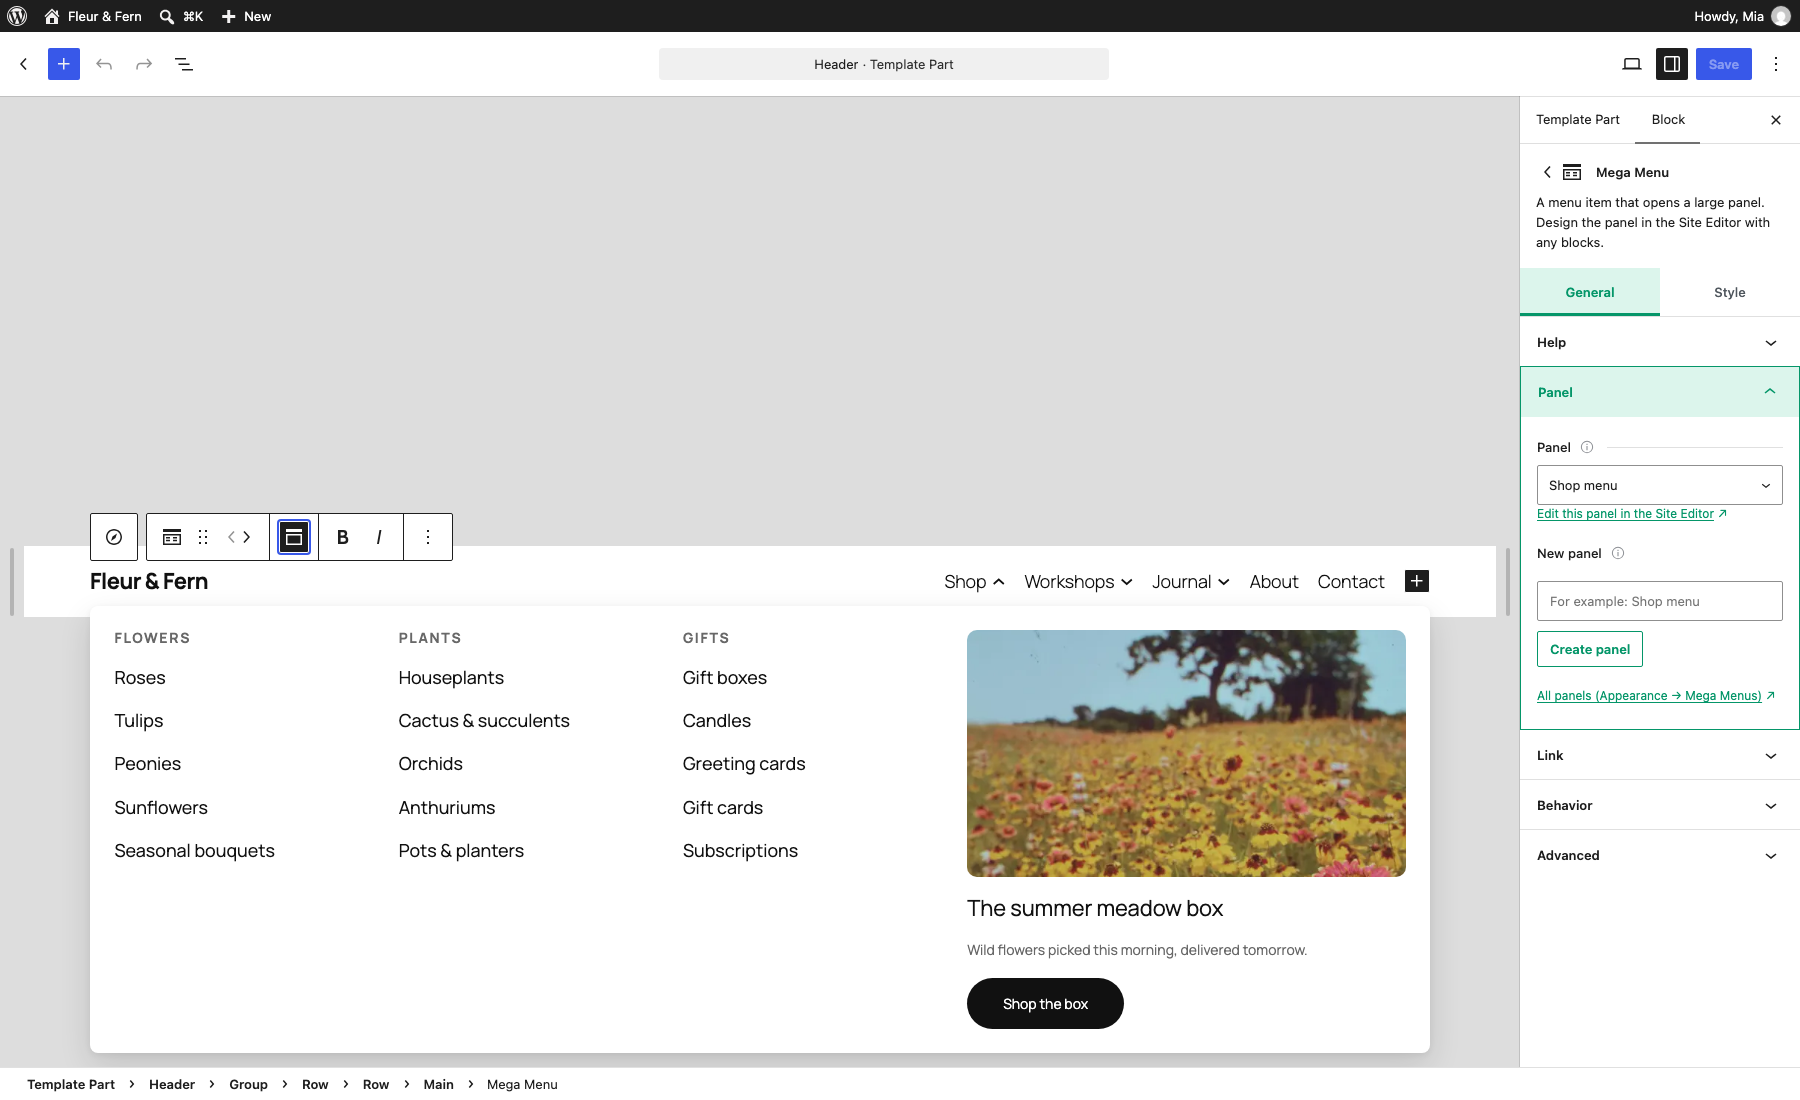 Fleur & Fern
⌘K
New
Howdy, Mia
Header · Template Part
Save
Template Part
Block
Mega Menu
A menu item that opens a large panel.
Design the panel in the Site Editor with
any blocks.
General
Style
Help
Panel
Panel
Shop menu
Edit this panel in the Site Editor ↗
New panel
For example: Shop menu
Create panel
All panels (Appearance → Mega Menus) ↗
Link
Behavior
Advanced
B I
Fleur & Fern
Shop
Workshops
Journal
About
Contact
FLOWERS
Roses
Tulips
Peonies
Sunflowers
Seasonal bouquets
PLANTS
Houseplants
Cactus & succulents
Orchids
Anthuriums
Pots & planters
GIFTS
Gift boxes
Candles
Greeting cards
Gift cards
Subscriptions
The summer meadow box
Wild flowers picked this morning, delivered tomorrow.
Shop the box
Template Part › Header › Group › Row › Row › Main › Mega Menu